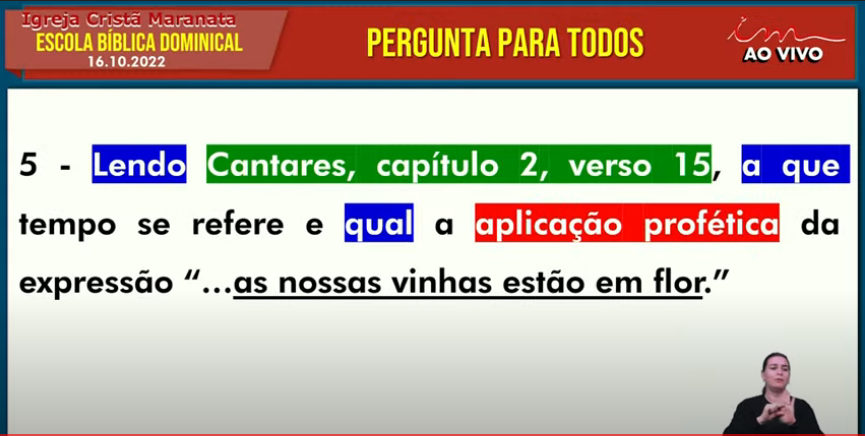 Igreja Cristã Maranata
ESCOLA BÍBLICA DOMINICAL
16.10.2022
PERGUNTA PARA TODOS
AO VIVO
5 - Lendo Cantares, capítulo 2, verso 15, a que
tempo se refere e qual a aplicação profética da
expressão “...as nossas vinhas estão em flor.”